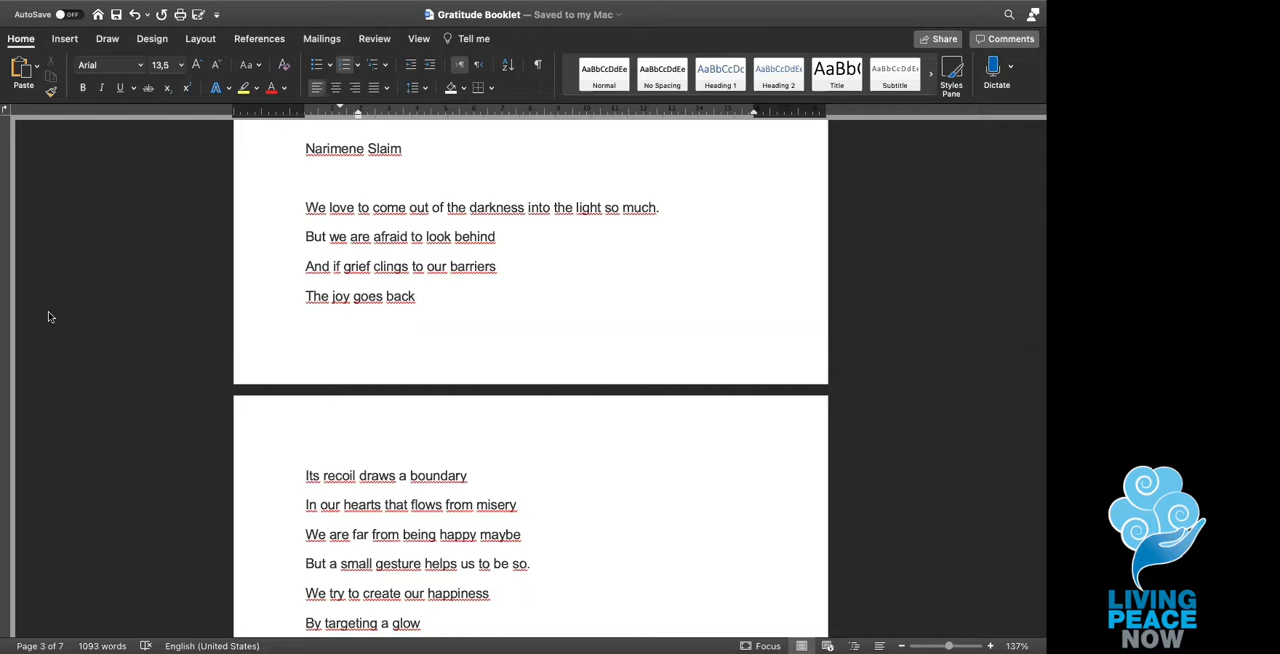 AutoSave OFF Gratitude Booklet — Saved to my Mac
Home Insert Draw Design Layout References Mailings Review View Tell me Share Comments
Paste Arial 13,5 AaBbCcDdEe AaBbCcDdEe AaBbCcDc AaBbCcDdEe AaBb( AaBbCcDdEe
Normal No Spacing Heading 1 Heading 2 Title Subtitle Styles Pane Dictate
Narimene Slaim
We love to come out of the darkness into the light so much.
But we are afraid to look behind
And if grief clings to our barriers
The joy goes back
Its recoil draws a boundary
In our hearts that flows from misery
We are far from being happy maybe
But a small gesture helps us to be so.
We try to create our happiness
By targeting a glow
Page 3 of 7 1093 words English (United States) Focus 137%
LIVING
PEACE
NOW